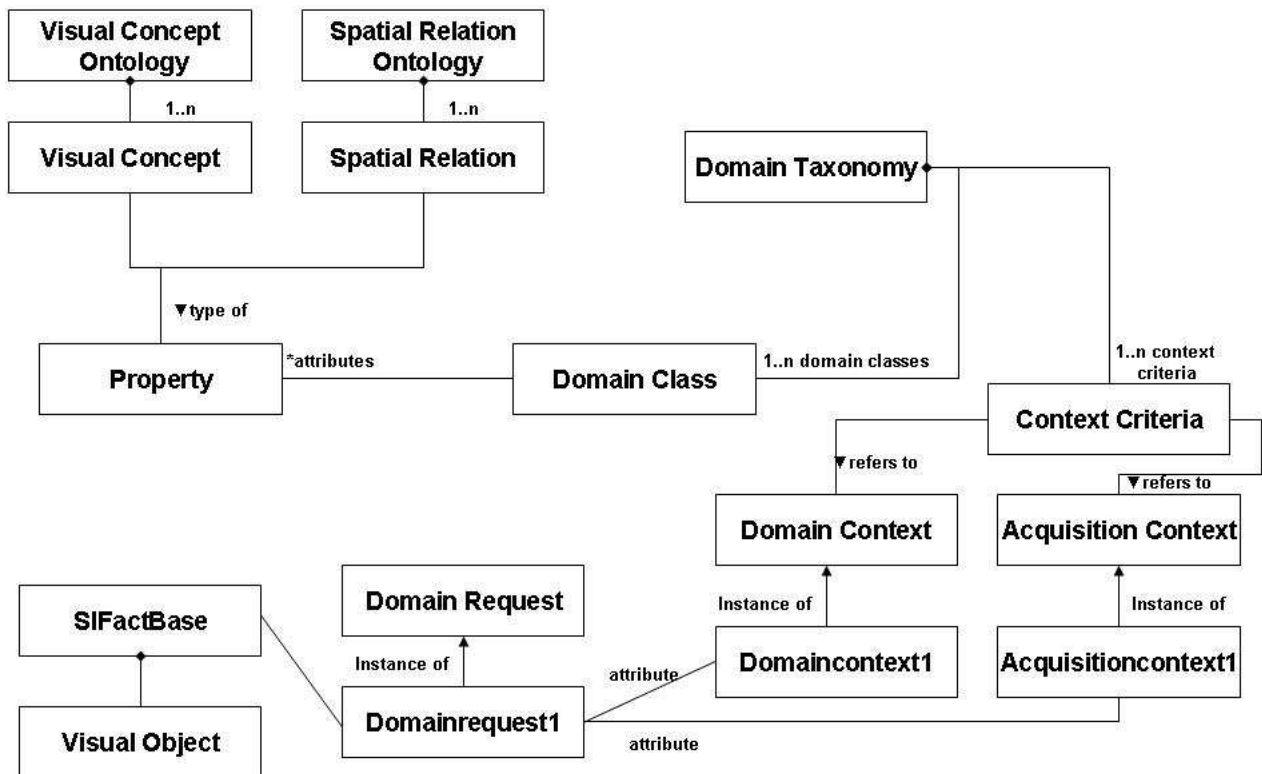 Visual Concept
Ontology
Spatial Relation
Ontology
1..n
1..n
Visual Concept
Spatial Relation
Domain Taxonomy
▼type of
*attributes
1..n domain classes
1..n context
criteria
Property
Domain Class
Context Criteria
▼refers to
▼refers to
Domain Context
Acquisition Context
Domain Request
Instance of
Instance of
SIFactBase
Instance of
attribute
Domaincontext1
Acquisitioncontext1
Domainrequest1
Visual Object
attribute